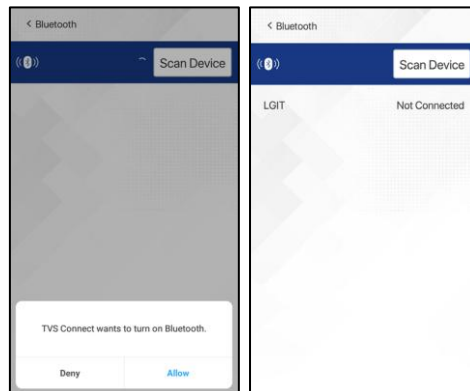 < Bluetooth
Scan Device
TVS Connect wants to turn on Bluetooth.
Deny Allow
< Bluetooth
Scan Device
LGIT Not Connected